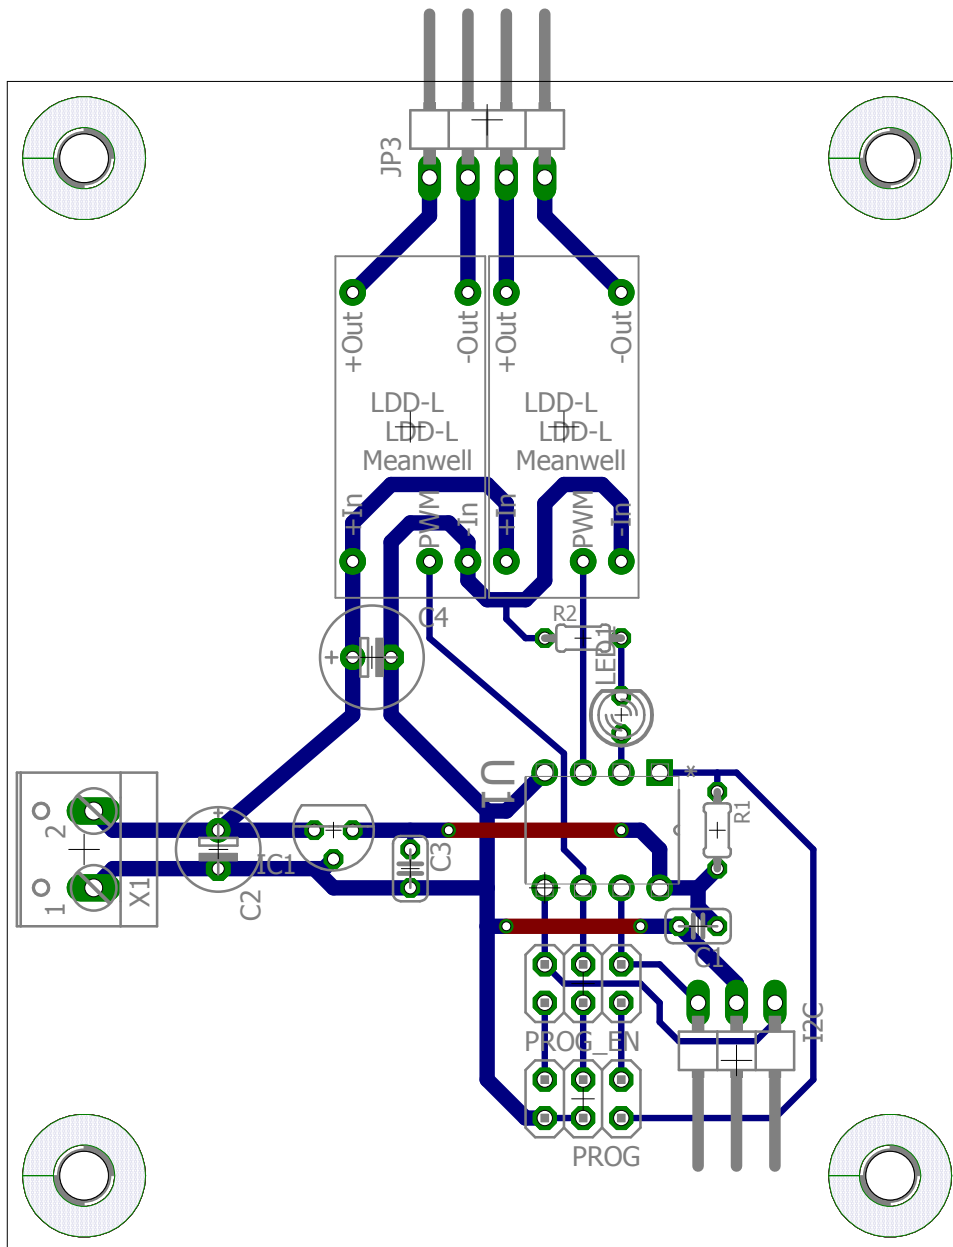 JP3
+Out
-Out
+Out
-Out
LDD-L
LDD-L
LDD-L
LDD-L
Meanwell
Meanwell
+In
PWM
-In
+In
PWM
-In
C4
R2
LED1
+
U1
*
R1
+
2
1
X1
C2
IC1
C3
C1
I2C
PROG_EN
PROG